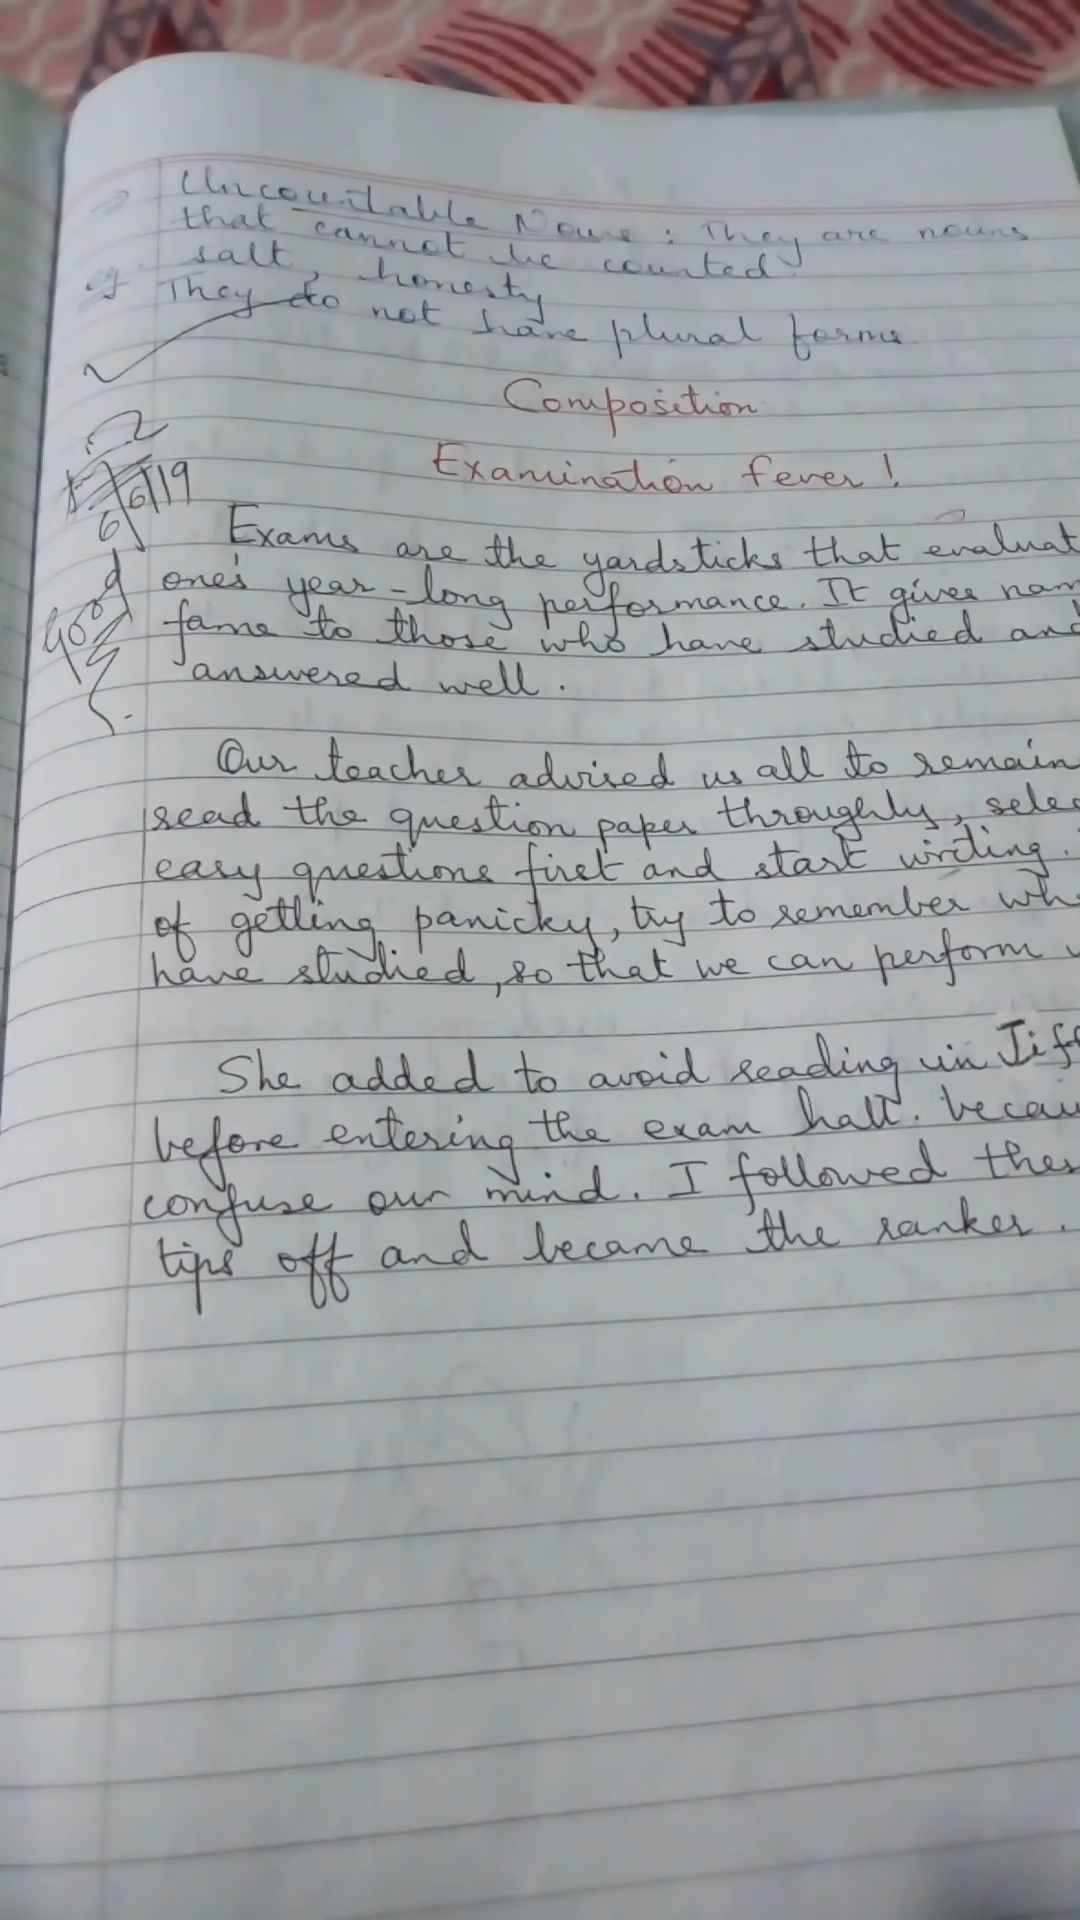 Uncountable Nouns : They are nouns
that cannot be counted.
eg. salt, honesty
They do not have plural forms
Composition
Examination fever !
6/6/19
Good
Exams are the yardsticks that evaluat
one's year-long performance. It gives nam
fame to those who have studied and
answered well.
Our teacher advised us all to remain
read the question paper throughly, selec
easy questions first and start writing.
of getting panicky, try to remember wh
have studied, so that we can perform
She added to avoid reading in Jiff
before entering the exam hall. becau
confuse our mind. I followed thes
tips off and became the ranker.